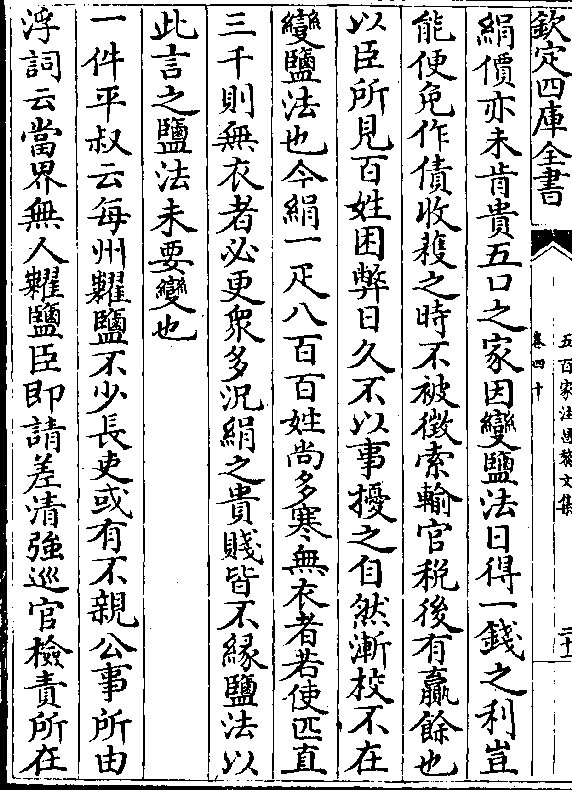 欽定四庫全書
五百家注昌黎文集
卷四十
二十一
絹價亦未肯貴五口之家因變鹽法日得一錢之利豈
能便免作債收穫之時不被徵索輸官税後有贏餘也
以臣所見百姓困弊日久不以事擾之自然漸校不在
變鹽法也今絹一疋八百百姓尚多寒無衣者若使匹直
三千則無衣者必更衆多況絹之貴賤皆不緣鹽法以
此言之鹽法未要變也
一件平叔云每州糶鹽不少長吏或有不親公事所由
浮詞云當界無人糶鹽臣即請差清強巡官檢責所在